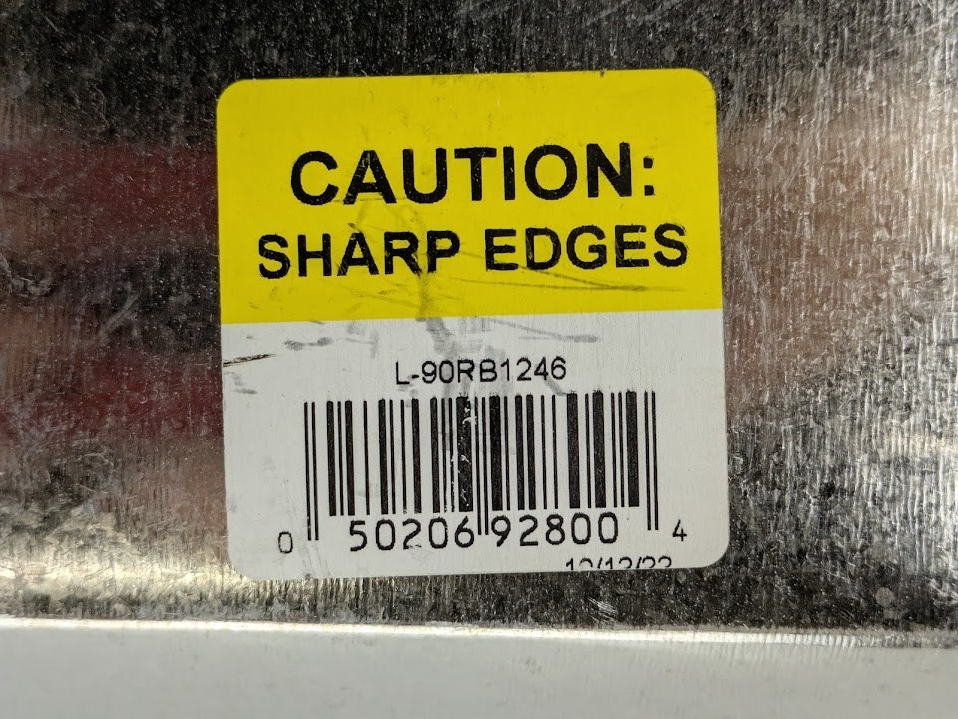 CAUTION:
SHARP EDGES
L-90RB1246
0 50206 92800 4